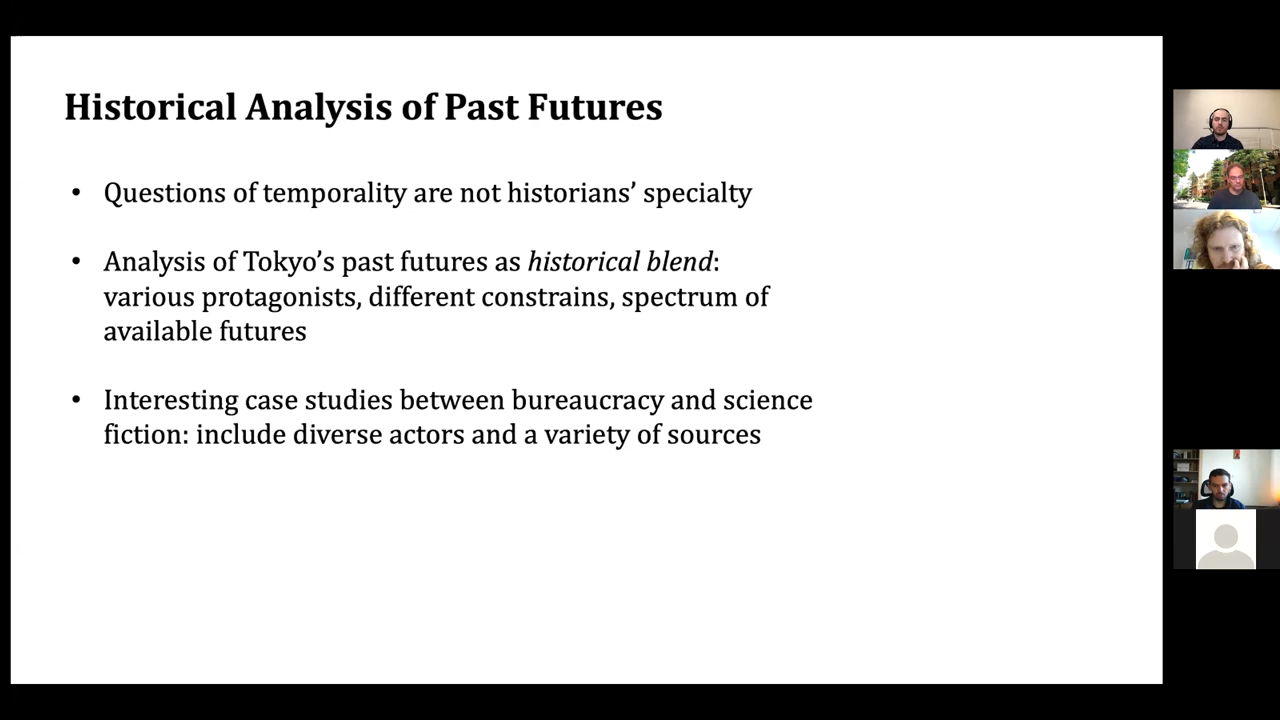 Historical Analysis of Past Futures
• Questions of temporality are not historians’ specialty
• Analysis of Tokyo’s past futures as historical blend:
various protagonists, different constrains, spectrum of
available futures
• Interesting case studies between bureaucracy and science
fiction: include diverse actors and a variety of sources